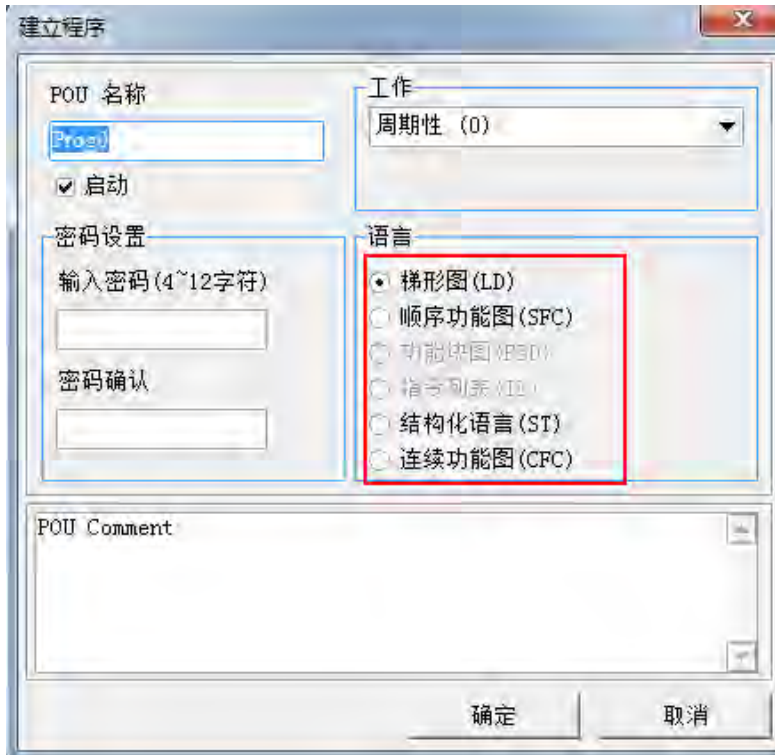 建立程序
POU 名称
Prog0
启动
工作
周期性 (0)
密码设置
输入密码(4~12字符)
密码确认
语言
梯形图(LD)
顺序功能图(SFC)
功能块图(FBD)
指令列表(IL)
结构化语言(ST)
连续功能图(CFC)
POU Comment
确定
取消